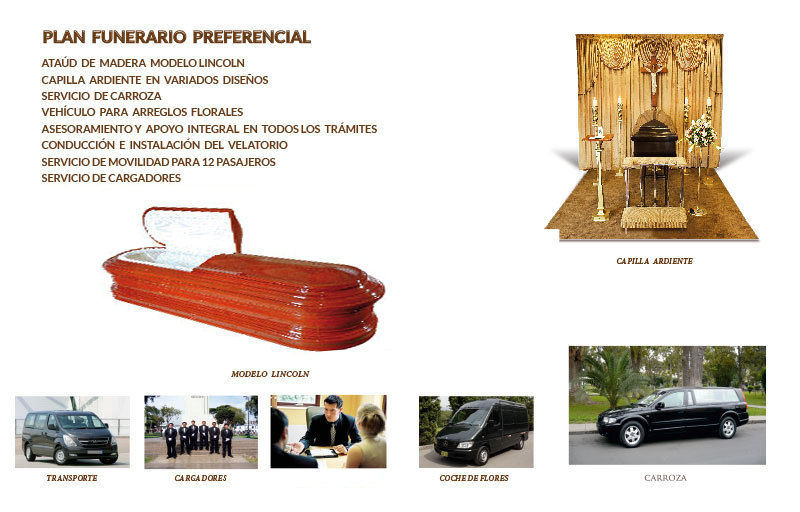 PLAN FUNERARIO PREFERENCIAL
ATAÚD DE MADERA MODELO LINCOLN
CAPILLA ARDIENTE EN VARIADOS DISEÑOS
SERVICIO DE CARROZA
VEHÍCULO PARA ARREGLOS FLORALES
ASESORAMIENTO Y APOYO INTEGRAL EN TODOS LOS TRÁMITES
CONDUCCIÓN E INSTALACIÓN DEL VELATORIO
SERVICIO DE MOVILIDAD PARA 12 PASAJEROS
SERVICIO DE CARGADORES
CAPILLA ARDIENTE
MODELO LINCOLN
TRANSPORTE
CARGADORES
COCHE DE FLORES
CARROZA